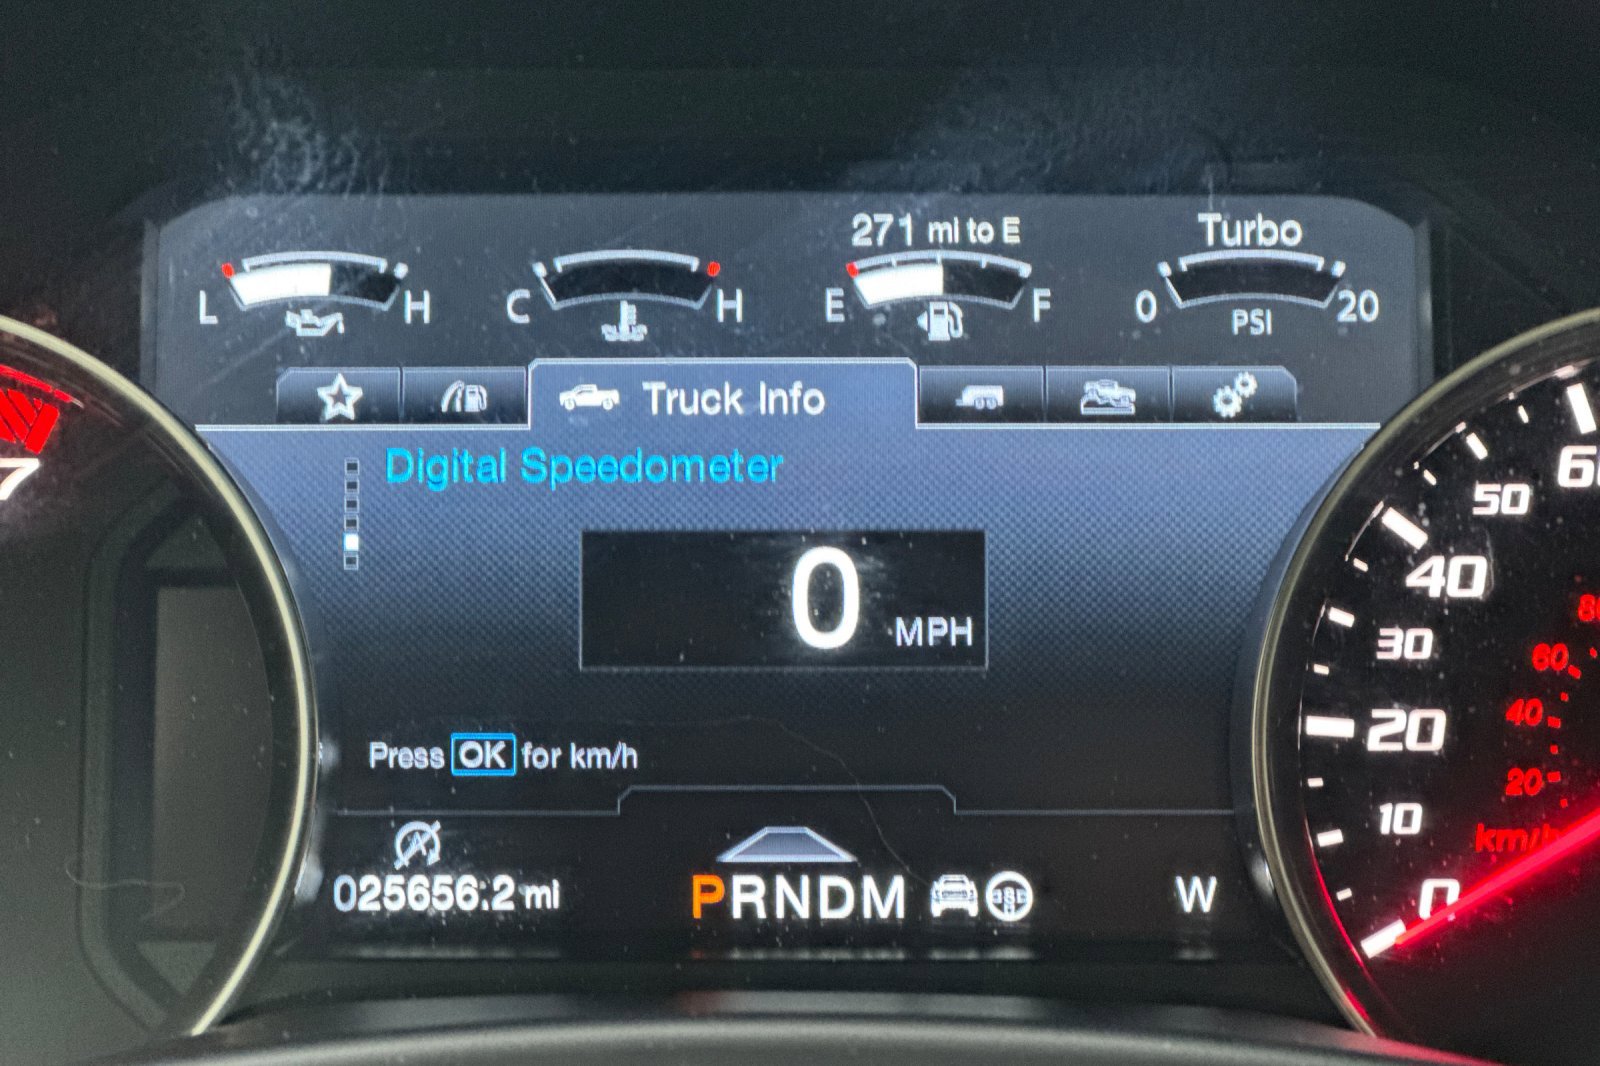 271 mi to E
Turbo
L H
C H
E F
0 PSI 20
Truck Info
Digital Speedometer
0 MPH
Press OK for km/h
025656.2 mi
PRNDM
W
7
60
50
40
30
20
10
0
80
60
40
20
km/h